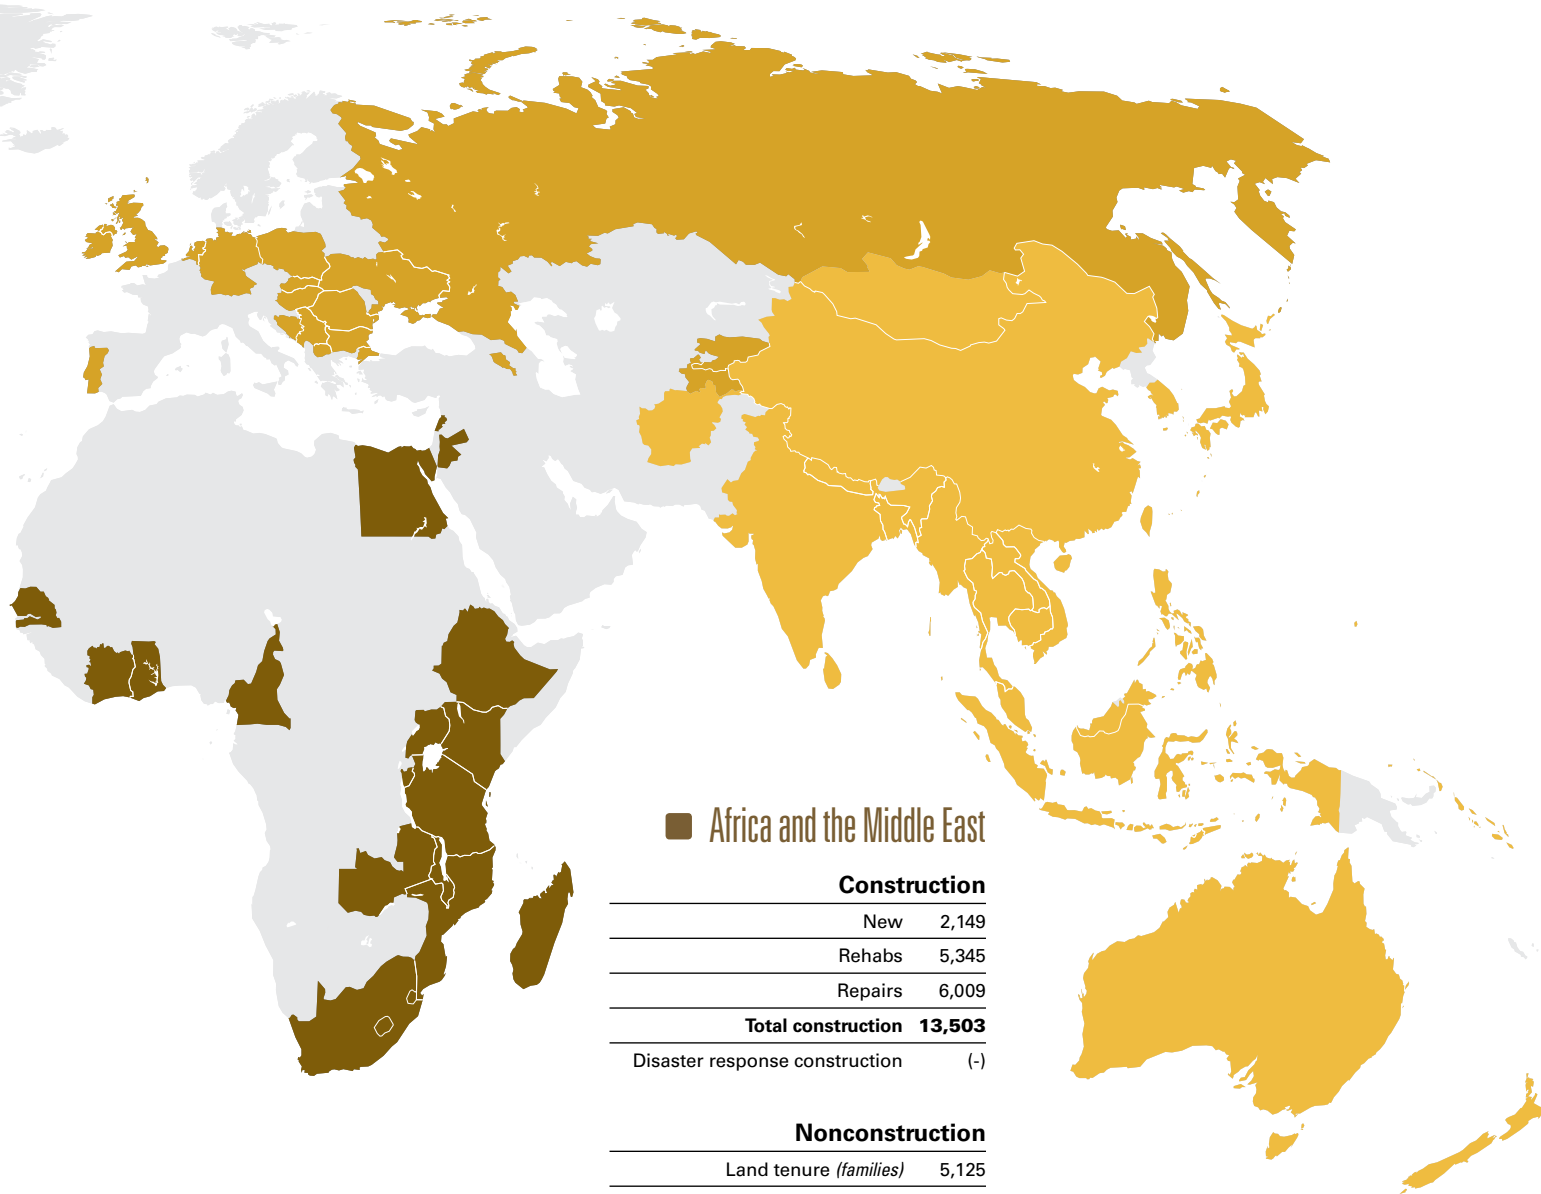 Africa and the Middle East
Construction
New 2,149
Rehabs 5,345
Repairs 6,009
Total construction 13,503
Disaster response construction (-)
Nonconstruction
Land tenure (families) 5,125